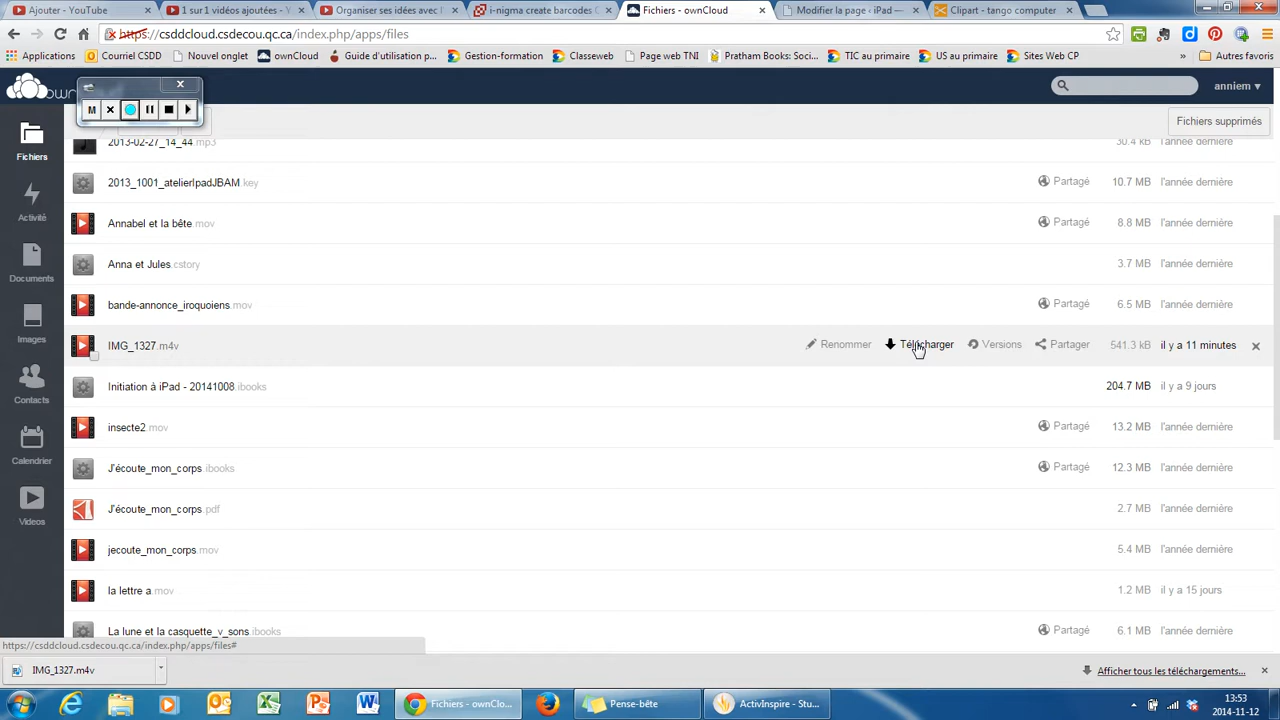 Ajouter - YouTube
1 sur 1 vidéos ajoutées - Y
Organiser ses idées avec l
i-nigma create barcodes
Fichiers - ownCloud
Modifier la page ‹ iPad —
Clipart - tango computer
https://csddcloud.csdecou.qc.ca/index.php/apps/files
Applications
Courriel CSDD
Nouvel onglet
ownCloud
Guide d'utilisation p...
Gestion-formation
Classeweb
Page web TNI
Pratham Books: Soci...
TIC au primaire
US au primaire
Sites Web CP
»
Autres favoris
anniem ▾
M
Fichiers supprimés
Fichiers
Activité
Documents
Images
Contacts
Calendrier
Videos
2013-02-27_14_44.mp3 30.4 kB l'année dernière
2013_1001_atelierIpadJBAM.key Partagé 10.7 MB l'année dernière
Annabel et la bête.mov Partagé 8.8 MB l'année dernière
Anna et Jules.cstory 3.7 MB l'année dernière
bande-annonce_iroquoiens.mov Partagé 6.5 MB l'année dernière
IMG_1327.m4v Renommer Télécharger Versions Partager 541.3 kB il y a 11 minutes
Initiation à iPad - 20141008.ibooks 204.7 MB il y a 9 jours
insecte2.mov Partagé 13.2 MB l'année dernière
J'écoute_mon_corps.ibooks Partagé 12.3 MB l'année dernière
J'écoute_mon_corps.pdf 2.7 MB l'année dernière
jecoute_mon_corps.mov 5.4 MB l'année dernière
la lettre a.mov 1.2 MB il y a 15 jours
La lune et la casquette_v_sons.ibooks Partagé 6.1 MB l'année dernière
https://csddcloud.csdecou.qc.ca/index.php/apps/files#
IMG_1327.m4v
Afficher tous les téléchargements...
Fichiers - ownClo...
Pense-bête
ActivInspire - Stu...
13:53
2014-11-12